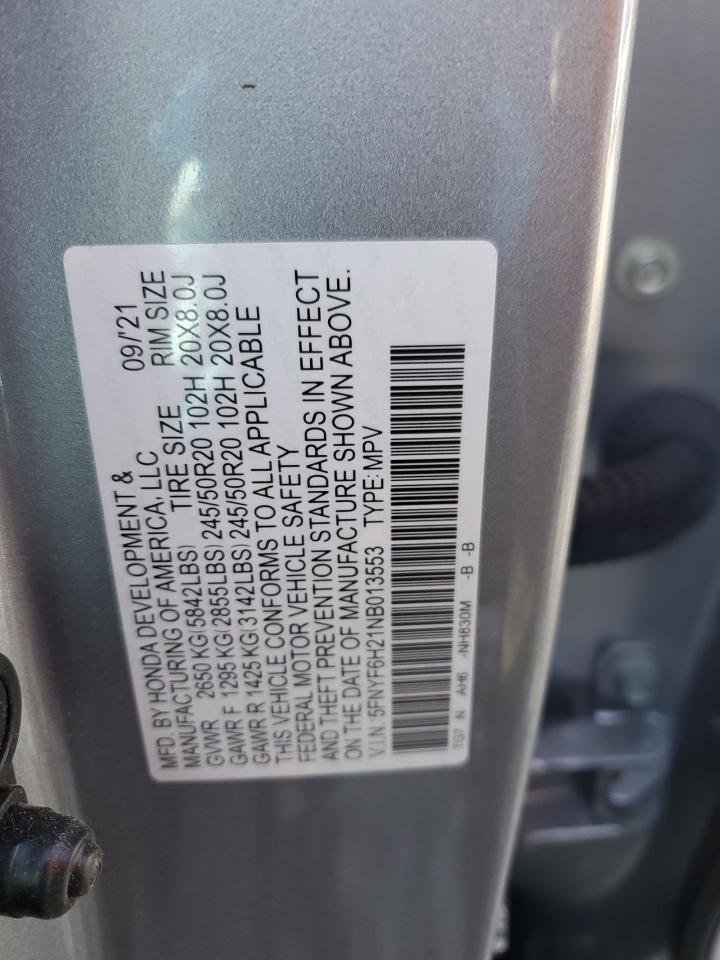 MFD. BY HONDA DEVELOPMENT & 09/'21
MANUFACTURING OF AMERICA, LLC
GVWR 2650 KG(5842LBS) TIRE SIZE RIM SIZE
GAWR F 1295 KG(2855LBS) 245/50R20 102H 20X8.0J
GAWR R 1425 KG(3142LBS) 245/50R20 102H 20X8.0J
THIS VEHICLE CONFORMS TO ALL APPLICABLE
FEDERAL MOTOR VEHICLE SAFETY
AND THEFT PREVENTION STANDARDS IN EFFECT
ON THE DATE OF MANUFACTURE SHOWN ABOVE.
V.I.N.:5FNYF6H21NB013553 TYPE:MPV
TG7 IN AH6 -NH830M -B -B